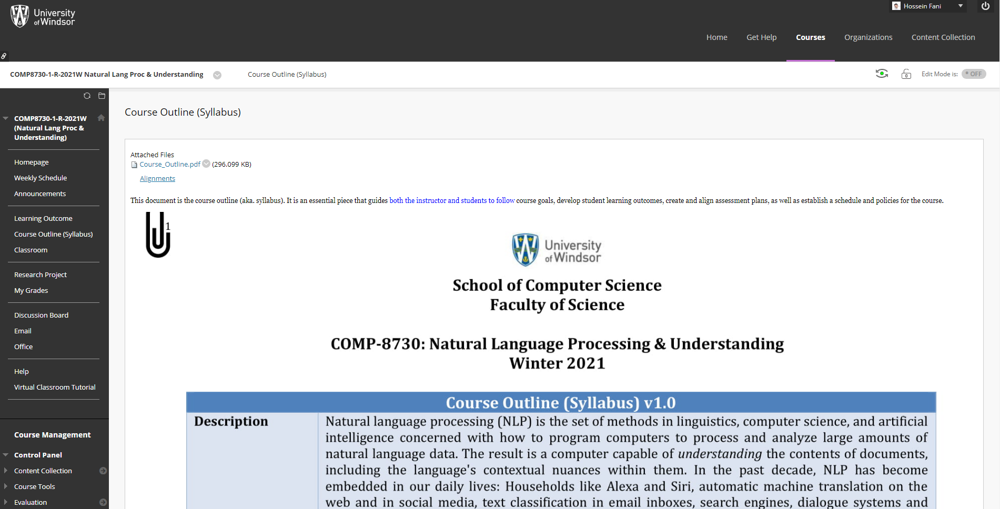 University
of Windsor
Hossein Fani
Home
Get Help
Courses
Organizations
Content Collection
COMP8730-1-R-2021W Natural Lang Proc & Understanding
Course Outline (Syllabus)
0
Edit Mode is:
OFF
COMP8730-1-R-2021W
(Natural Lang Proc &
Understanding)
Homepage
Weekly Schedule
Announcements
Learning Outcome
Course Outline (Syllabus)
Classroom
Research Project
My Grades
Discussion Board
Email
Office
Help
Virtual Classroom Tutorial
Course Management
Control Panel
Content Collection
Course Tools
Evaluation
Course Outline (Syllabus)
Attached Files
Course_Outline.pdf (296.099 KB)
Alignments
This document is the course outline (aka. syllabus). It is an essential piece that guides both the instructor and students to follow course goals, develop student learning outcomes, create and align assessment plans, as well as establish a schedule and policies for the course.
1
University
of Windsor
School of Computer Science
Faculty of Science
COMP-8730: Natural Language Processing & Understanding
Winter 2021
Course Outline (Syllabus) v1.0
Description
Natural language processing (NLP) is the set of methods in linguistics, computer science, and artificial
intelligence concerned with how to program computers to process and analyze large amounts of
natural language data. The result is a computer capable of understanding the contents of documents,
including the language's contextual nuances within them. In the past decade, NLP has become
embedded in our daily lives: Households like Alexa and Siri, automatic machine translation on the
web and in social media, text classification in email inboxes, search engines, dialogue systems and